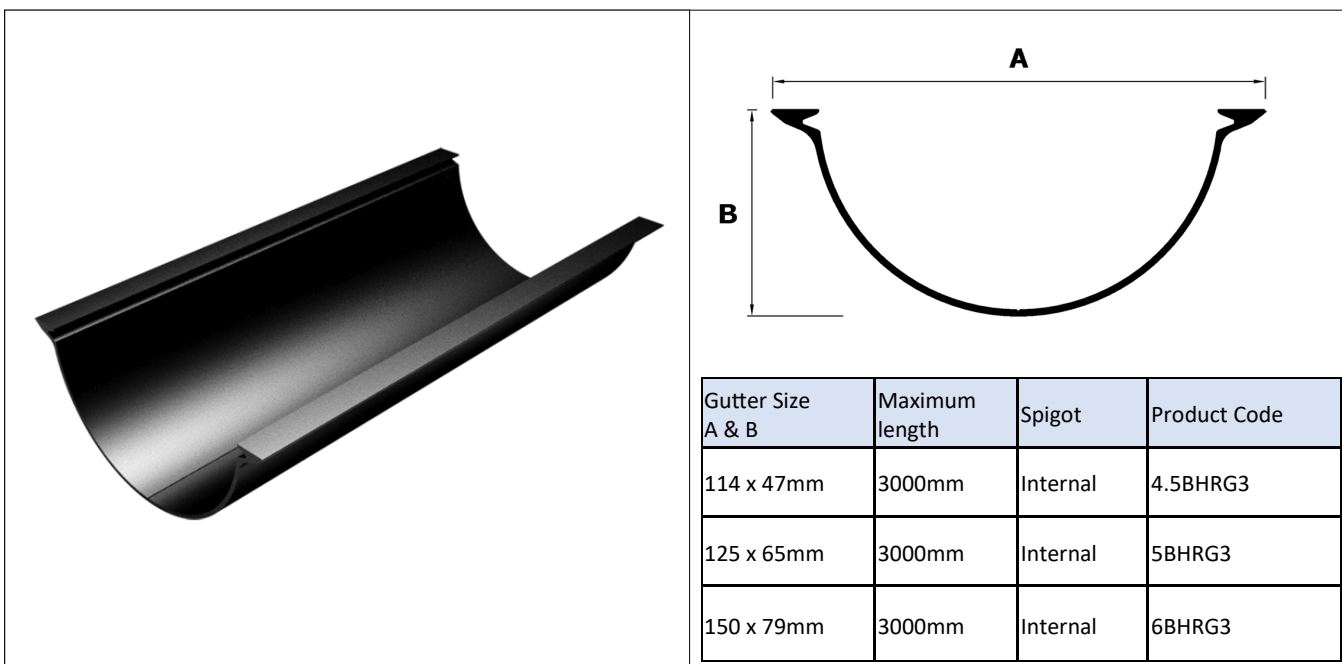 A
B
Gutter Size A & B Maximum length Spigot Product Code
114 x 47mm 3000mm Internal 4.5BHRG3
125 x 65mm 3000mm Internal 5BHRG3
150 x 79mm 3000mm Internal 6BHRG3